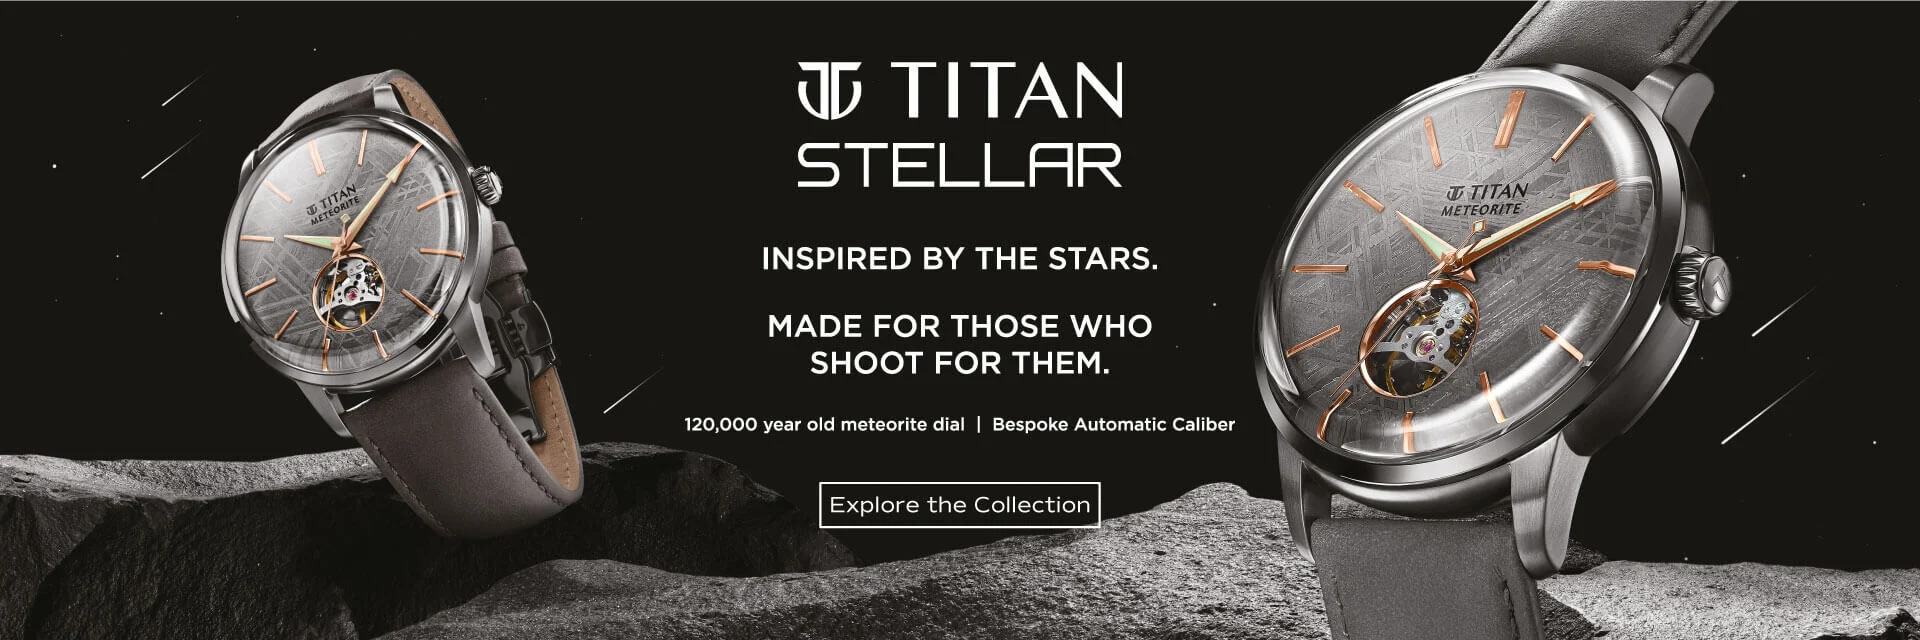 TITAN
STELLAR
INSPIRED BY THE STARS.
MADE FOR THOSE WHO
SHOOT FOR THEM.
120,000 year old meteorite dial | Bespoke Automatic Caliber
Explore the Collection
TITAN
METEORITE
TITAN
METEORITE